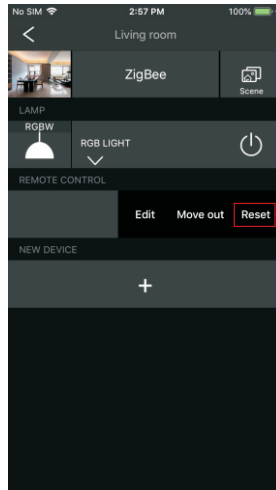 No SIM 2:57 PM 100%
Living room
ZigBee
Scene
LAMP
RGBW
RGB LIGHT
REMOTE CONTROL
Edit Move out Reset
NEW DEVICE
+